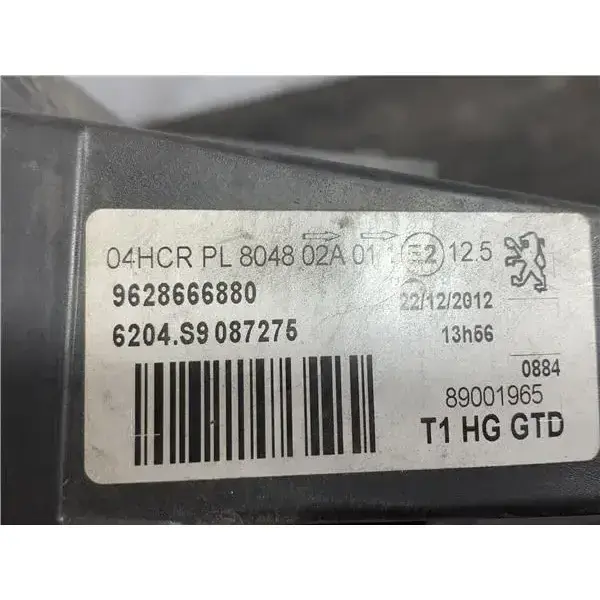 04HCR PL 8048 02A 01 E2 12.5
9628666880 22/12/2012
6204.S9 087275 13h56
0884
89001965
T1 HG GTD